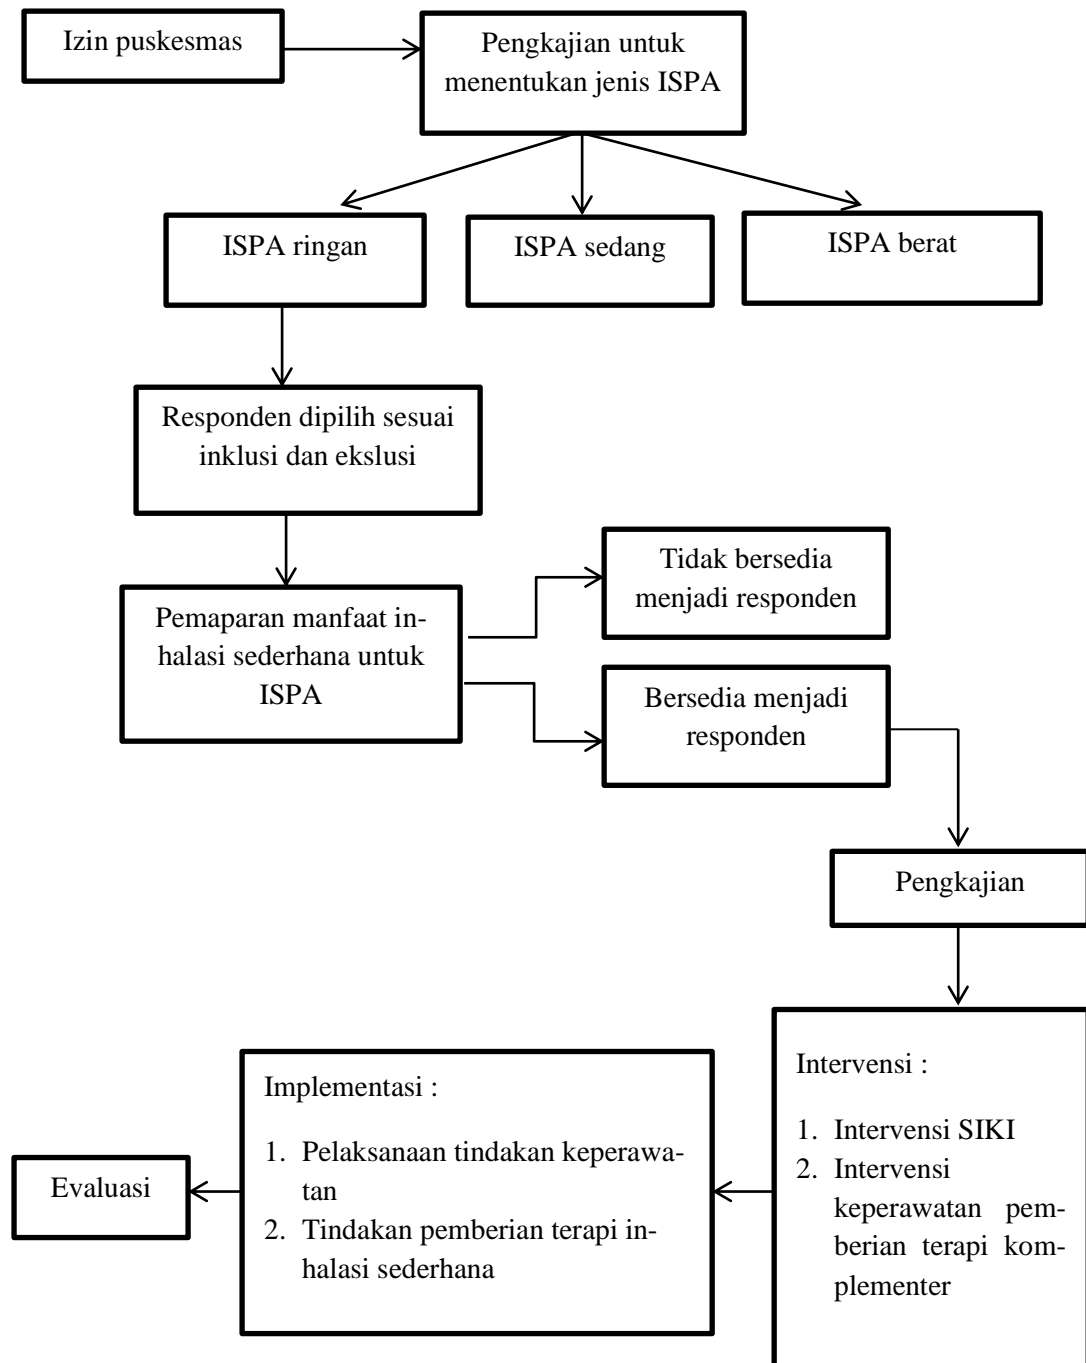 Izin puskesmas
Pengkajian untuk
menentukan jenis ISPA
ISPA ringan
ISPA sedang
ISPA berat
Responden dipilih sesuai
inklusi dan ekslusi
Pemaparan manfaat in-
halasi sederhana untuk
ISPA
Tidak bersedia
menjadi responden
Bersedia menjadi
responden
Pengkajian
Intervensi :
1. Intervensi SIKI
2. Intervensi
keperawatan pem-
berian terapi kom-
plementer
Implementasi :
1. Pelaksanaan tindakan keperawa-
tan
2. Tindakan pemberian terapi in-
halasi sederhana
Evaluasi